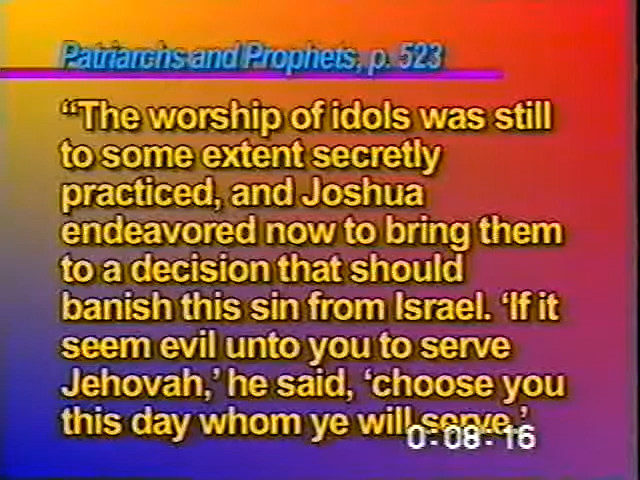 Patriarchs and Prophets, p. 523
“The worship of idols was still
to some extent secretly
practiced, and Joshua
endeavored now to bring them
to a decision that should
banish this sin from Israel. ‘If it
seem evil unto you to serve
Jehovah,’ he said, ‘choose you
this day whom ye will serve.’
0:08:16